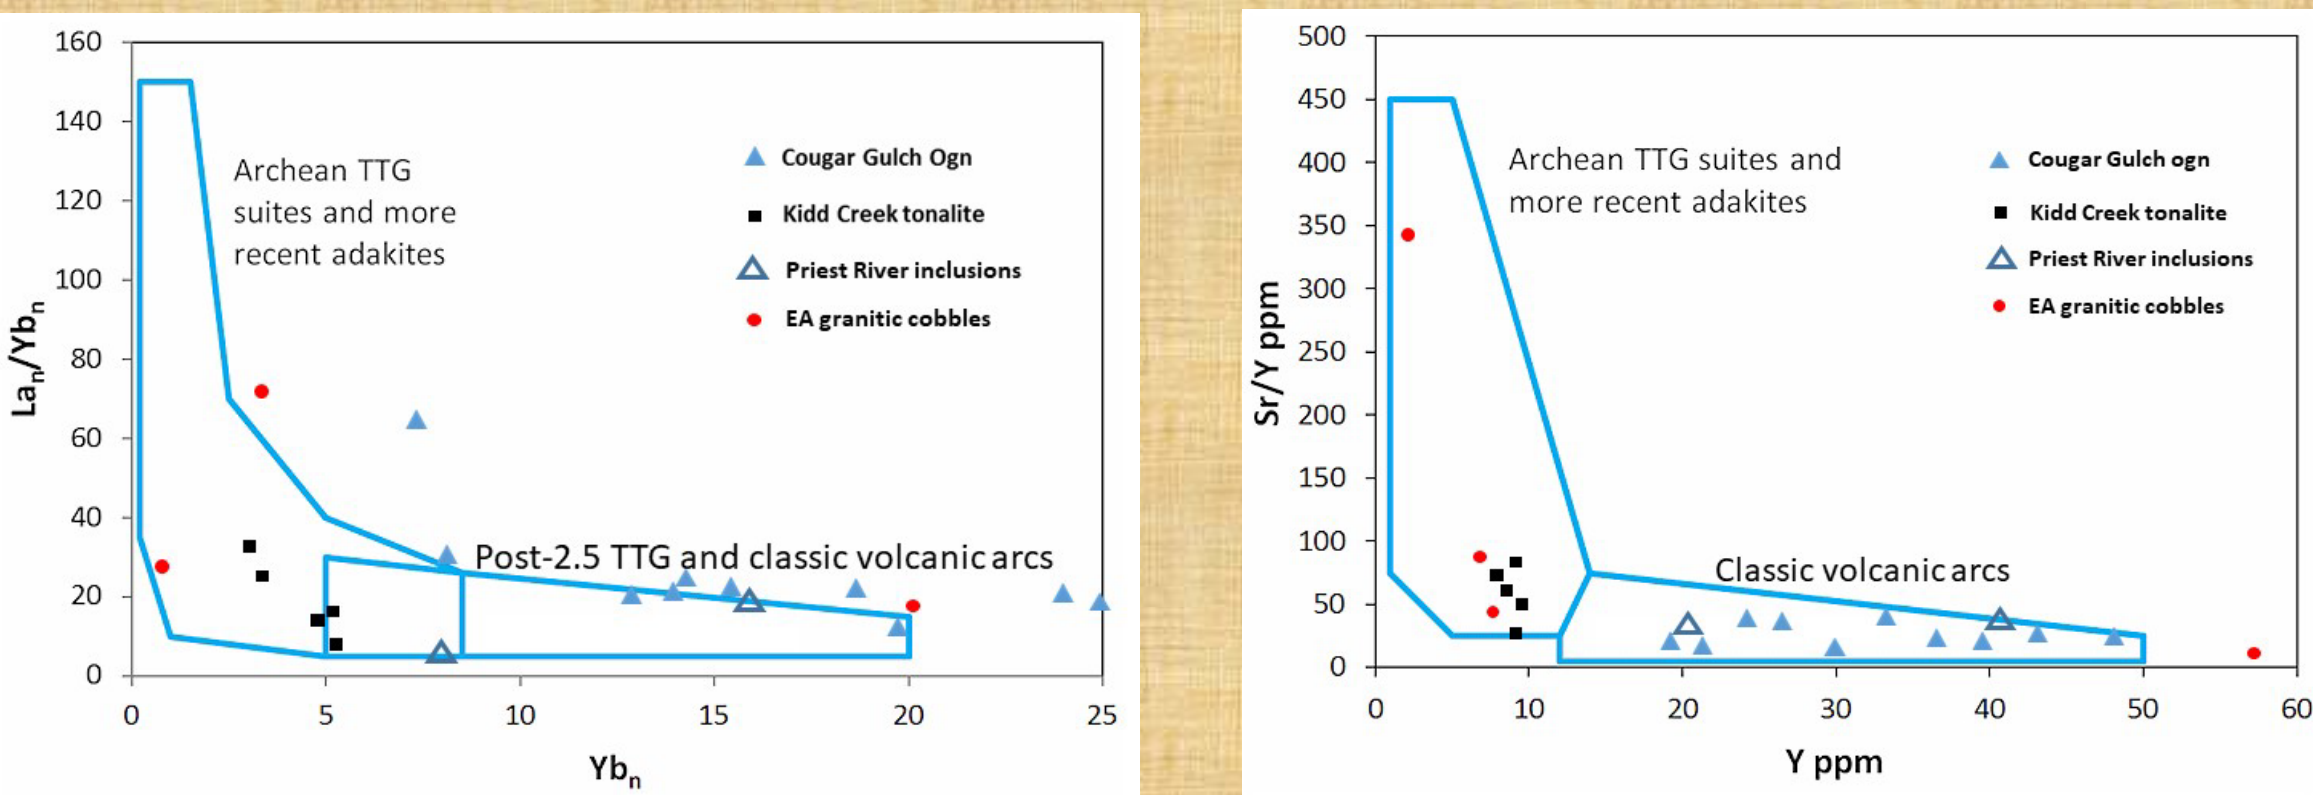 160
140
120
100
80
60
40
20
0
0
5
10
15
20
25
La_n/Yb_n
Yb_n
Archean TTG
suites and more
recent adakites
Cougar Gulch Ogn
Kidd Creek tonalite
Priest River inclusions
EA granitic cobbles
Post-2.5 TTG and classic volcanic arcs
500
450
400
350
300
250
200
150
100
50
0
0
10
20
30
40
50
60
Sr/Y ppm
Y ppm
Archean TTG suites and
more recent adakites
Cougar Gulch ogn
Kidd Creek tonalite
Priest River inclusions
EA granitic cobbles
Classic volcanic arcs